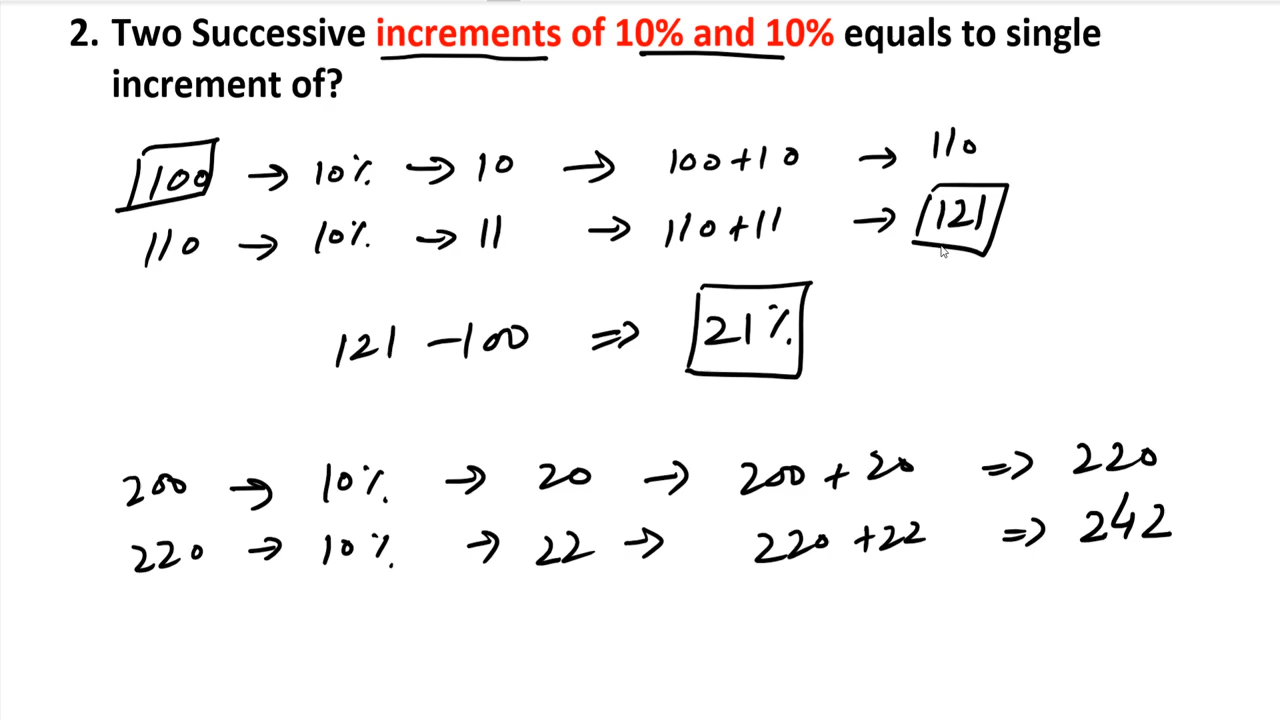 2. Two Successive increments of 10% and 10% equals to single
increment of?
100 → 10% → 10 → 100+10 → 110
110 → 10% → 11 → 110+11 → 121
121 -100 ⇒ 21%
200 → 10% → 20 → 200 + 20 ⇒ 220
220 → 10% → 22 → 220 +22 ⇒ 242